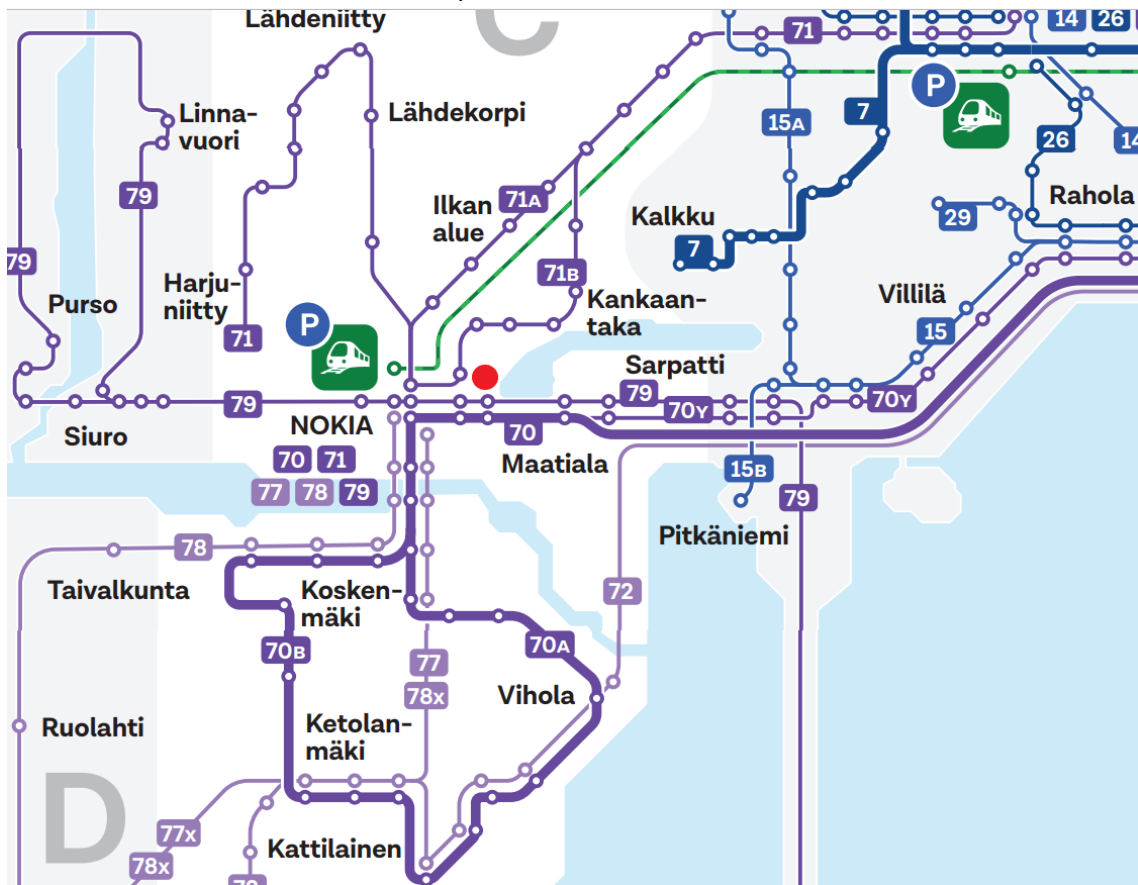 Lähdeniitty
C
71
14
26
P
15A
7
26
14
Linna-
vuori
Lähdekorpi
79
71A
Ilkan
alue
Kalkku
7
29
Rahola
79
Purso
Harju-
niitty
71
P
71B
Kankaan-
taka
Villilä
15
Sarpatti
79
79
70Y
70Y
Siuro
NOKIA
70
71
77
78
79
70
Maatiala
15B
79
Pitkäniemi
78
Taivalkunta
Kosken-
mäki
72
70B
70A
77
78x
Vihola
Ruolahti
Ketolan-
mäki
D
77x
78x
Kattilainen